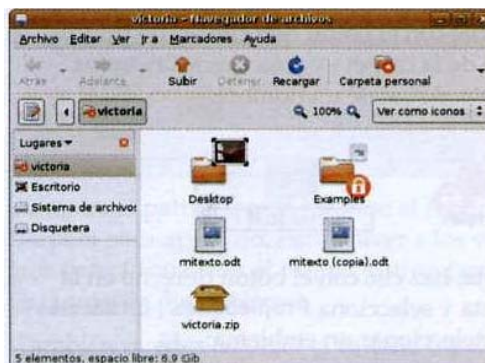 victoria - Navegador de archivos
Archivo Editar Ver Ir a Marcadores Ayuda
Atrás Adelante Subir Detener Recargar Carpeta personal
victoria 100% Ver como iconos
Lugares
victoria
Escritorio
Sistema de archivos
Disquetera
Desktop Examples
mitexto.odt mitexto (copia).odt
victoria.zip
5 elementos, espacio libre: 6,9 GiB